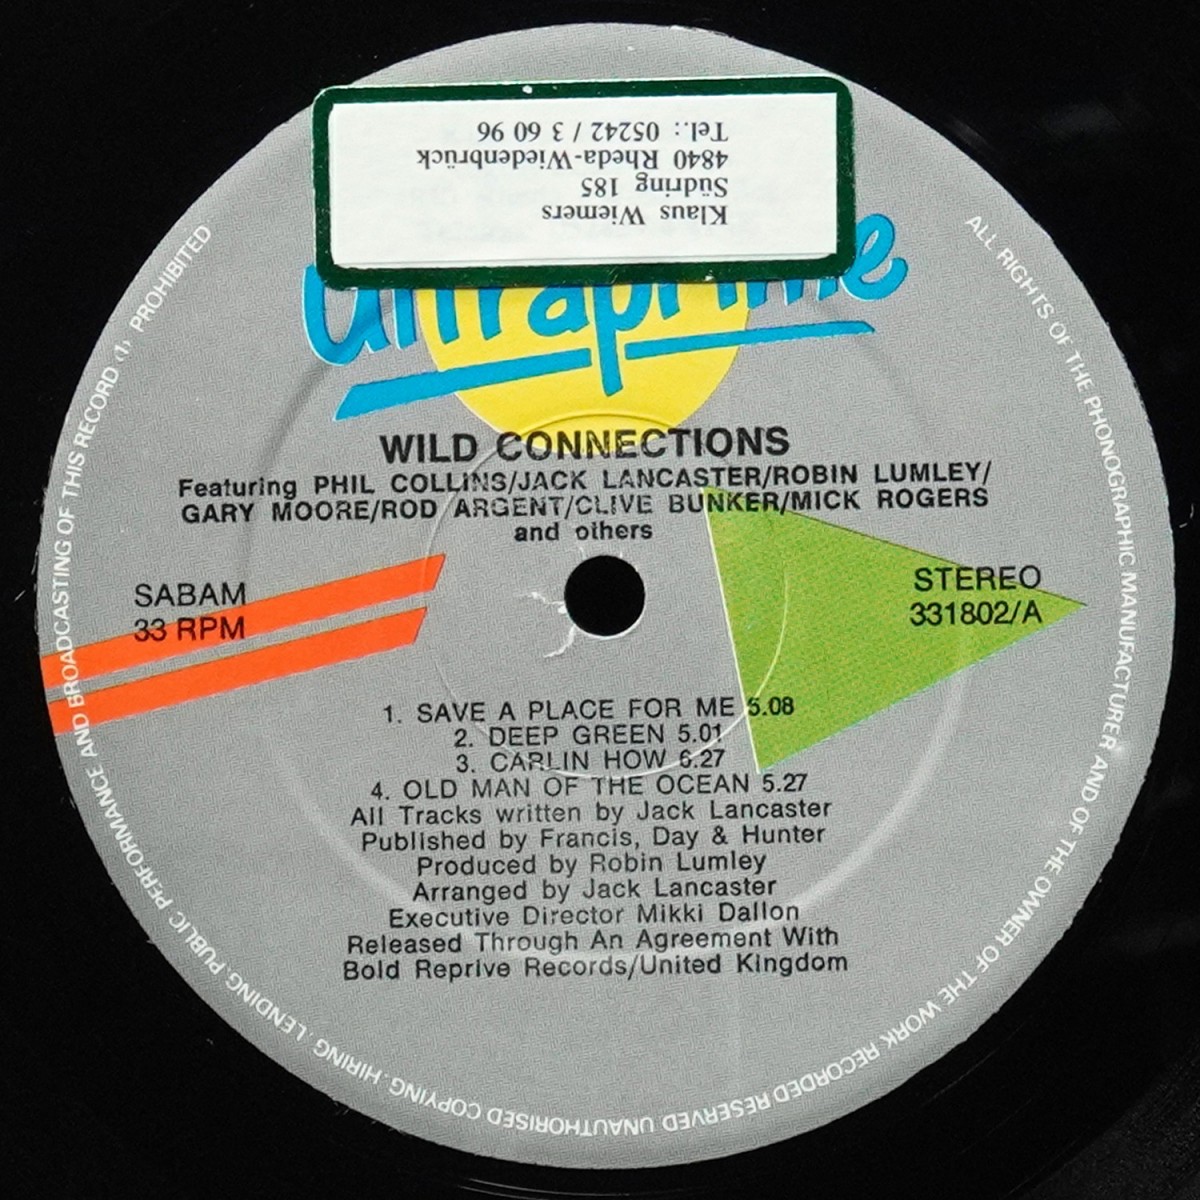 Klaus Wiemers
Südring 185
4840 Rheda-Wiedenbrück
Tel.: 05242 / 3 60 96
ultraprime
WILD CONNECTIONS
Featuring PHIL COLLINS/JACK LANCASTER/ROBIN LUMLEY/
GARY MOORE/ROD ARGENT/CLIVE BUNKER/MICK ROGERS
and others
SABAM
33 RPM
STEREO
331802/A
1. SAVE A PLACE FOR ME 5.08
2. DEEP GREEN 5.01
3. CARLIN HOW 6.27
4. OLD MAN OF THE OCEAN 5.27
All Tracks written by Jack Lancaster
Published by Francis, Day & Hunter
Produced by Robin Lumley
Arranged by Jack Lancaster
Executive Director Mikki Dallon
Released Through An Agreement With
Bold Reprive Records/United Kingdom
ALL RIGHTS OF THE PHONOGRAPHIC MANUFACTURER AND OF THE OWNER OF THE WORK RECORDED RESERVED UNAUTHORISED COPYING. HIRING. LENDING. PUBLIC PERFORMANCE AND BROADCASTING OF THIS RECORD (1), PROHIBITED